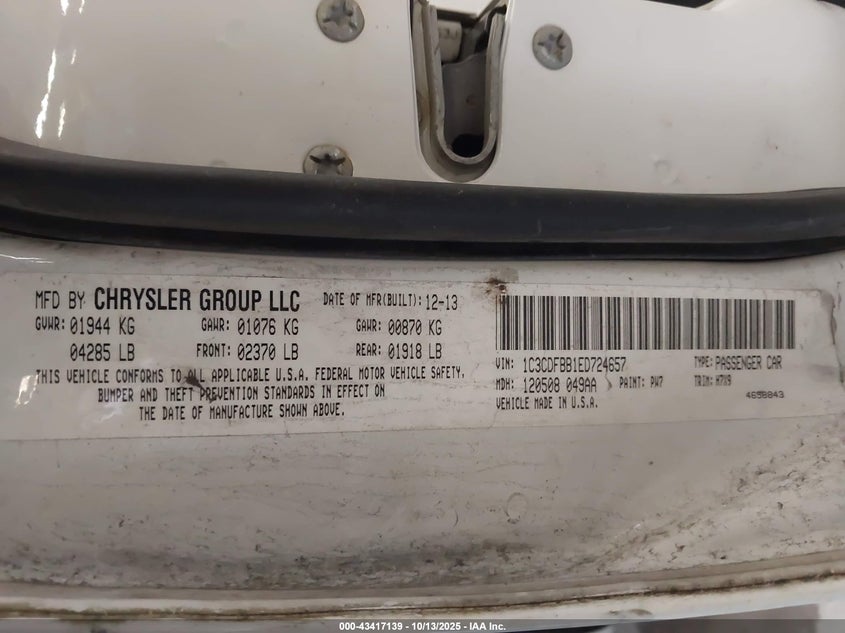 MFD BY CHRYSLER GROUP LLC DATE OF MFR(BUILT): 12-13
GVWR: 01944 KG GAWR: 01076 KG GAWR: 00870 KG
04285 LB FRONT: 02370 LB REAR: 01918 LB
THIS VEHICLE CONFORMS TO ALL APPLICABLE U.S.A. FEDERAL MOTOR VEHICLE SAFETY,
BUMPER AND THEFT PREVENTION STANDARDS IN EFFECT ON
THE DATE OF MANUFACTURE SHOWN ABOVE.
VIN: 1C3CDFBB1ED724657 TYPE: PASSENGER CAR
MDH: 120508 049AA PAINT: PW7 TRIM: H7X9
VEHICLE MADE IN U.S.A. 4658843
000-43417139 - 10/13/2025 - IAA Inc.